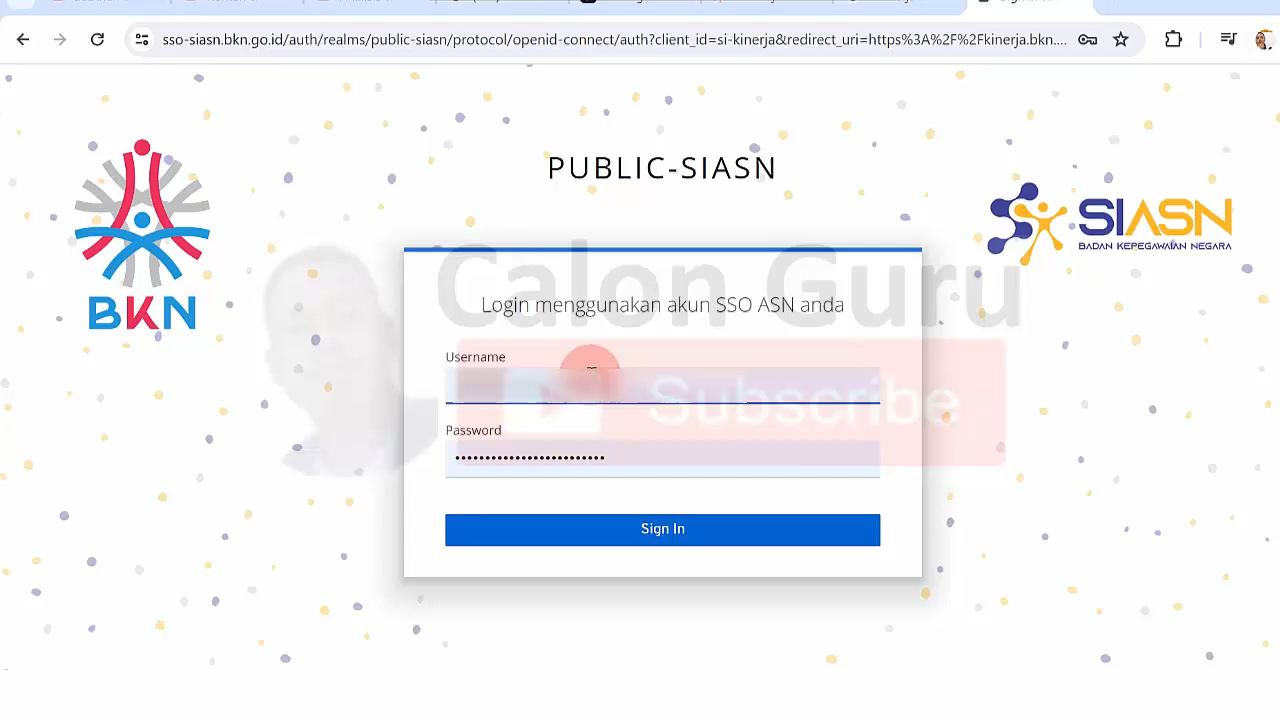 sso-siasn.bkn.go.id/auth/realms/public-siasn/protocol/openid-connect/auth?client_id=si-kinerja&redirect_uri=https%3A%2F%2Fkinerja.bkn....
PUBLIC-SIASN
BKN
SIASN
BADAN KEPEGAWAIAN NEGARA
Calon Guru
Login menggunakan akun SSO ASN anda
Username
Subscribe
Password
•••••••••••••••••••••••••
Sign In